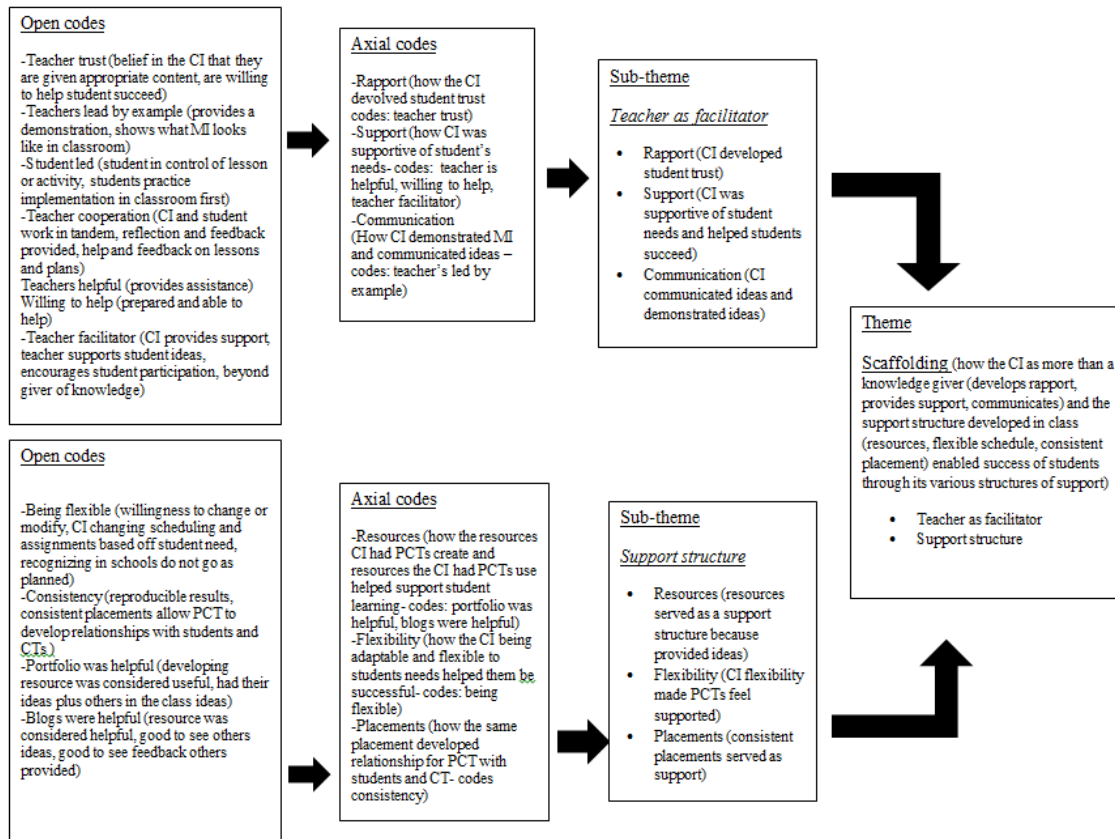 Open codes
-Teacher trust (belief in the CI that they
are given appropriate content, are willing
to help student succeed)
-Teachers lead by example (provides a
demonstration, shows what MI looks
like in classroom)
-Student led (student in control of lesson
or activity, students practice
implementation in classroom first)
-Teacher cooperation (CI and student
work in tandem, reflection and feedback
provided, help and feedback on lessons
and plans)
Teachers helpful (provides assistance)
Willing to help (prepared and able to
help)
-Teacher facilitator (CI provides support,
teacher supports student ideas,
encourages student participation, beyond
giver of knowledge)
Axial codes
-Rapport (how the CI
devolved student trust
codes: teacher trust)
-Support (how CI was
supportive of student's
needs- codes: teacher is
helpful, willing to help,
teacher facilitator)
-Communication
(How CI demonstrated MI
and communicated ideas –
codes: teacher's led by
example)
Sub-theme
Teacher as facilitator
• Rapport (CI developed
student trust)
• Support (CI was
supportive of student
needs and helped students
succeed)
• Communication (CI
communicated ideas and
demonstrated ideas)
Theme
Scaffolding (how the CI as more than a
knowledge giver (develops rapport,
provides support, communicates) and the
support structure developed in class
(resources, flexible schedule, consistent
placement) enabled success of students
through its various structures of support)
• Teacher as facilitator
• Support structure
Open codes
-Being flexible (willingness to change or
modify, CI changing scheduling and
assignments based off student need,
recognizing in schools do not go as
planned)
-Consistency (reproducible results,
consistent placements allow PCT to
develop relationships with students and
CTs )
-Portfolio was helpful (developing
resource was considered useful, had their
ideas plus others in the class ideas)
-Blogs were helpful (resource was
considered helpful, good to see others
ideas, good to see feedback others
provided)
Axial codes
-Resources (how the resources
CI had PCTs create and
resources the CI had PCTs use
helped support student
learning- codes: portfolio was
helpful, blogs were helpful)
-Flexibility (how the CI being
adaptable and flexible to
students needs helped them be
successful- codes: being
flexible)
-Placements (how the same
placement developed
relationship for PCT with
students and CT- codes
consistency)
Sub-theme
Support structure
• Resources (resources
served as a support
structure because
provided ideas)
• Flexibility (CI flexibility
made PCTs feel
supported)
• Placements (consistent
placements served as
support)